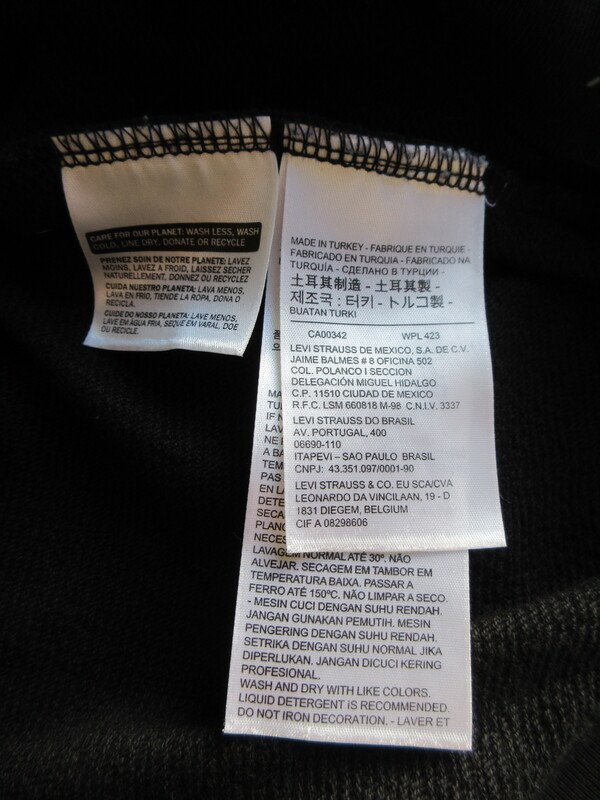 CARE FOR OUR PLANET: WASH LESS, WASH
COLD, LINE DRY, DONATE OR RECYCLE
PRENEZ SOIN DE NOTRE PLANETE: LAVEZ
MOINS, LAVEZ A FROID, LAISSEZ SECHER
NATURELLEMENT, DONNEZ OU RECYCLEZ
CUIDA NUESTRO PLANETA: LAVA MENOS,
LAVA EN FRIO, TIENDE LA ROPA, DONA O
RECICLA.
CUIDE DO NOSSO PLANETA: LAVE MENOS,
LAVE EM ÁGUA FRIA, SEQUE EM VARAL, DOE
OU RECICLE.
MADE IN TURKEY - FABRIQUE EN TURQUIE -
FABRICADO EN TURQUIA - FABRICADO NA
TURQUÍA - СДЕЛАНО В ТУРЦИИ -
土耳其制造 - 土耳其製 -
제조국 : 터키 - トルコ製 -
BUATAN TURKI
CA00342 WPL 423
LEVI STRAUSS DE MEXICO, S.A. DE C.V.
JAIME BALMES # 8 OFICINA 502
COL. POLANCO I SECCION
DELEGACIÓN MIGUEL HIDALGO
C.P. 11510 CIUDAD DE MEXICO
R.F.C. LSM 660818 M-98 C.N.I.V. 3337
LEVI STRAUSS DO BRASIL
AV. PORTUGAL, 400
06690-110
ITAPEVI – SAO PAULO BRASIL
CNPJ: 43.351.097/0001-90
LEVI STRAUSS & CO. EU SCA/CVA
LEONARDO DA VINCILAAN, 19 - D
1831 DIEGEM, BELGIUM
CIF A 08298606
LAVAGEM NORMAL ATÉ 30º. NÃO
ALVEJAR. SECAGEM EM TAMBOR EM
TEMPERATURA BAIXA. PASSAR A
FERRO ATÉ 150ºC. NÃO LIMPAR A SECO.
- MESIN CUCI DENGAN SUHU RENDAH.
JANGAN GUNAKAN PEMUTIH. MESIN
PENGERING DENGAN SUHU RENDAH.
SETRIKA DENGAN SUHU NORMAL JIKA
DIPERLUKAN. JANGAN DICUCI KERING
PROFESIONAL.
WASH AND DRY WITH LIKE COLORS.
LIQUID DETERGENT IS RECOMMENDED.
DO NOT IRON DECORATION. - LAVER ET